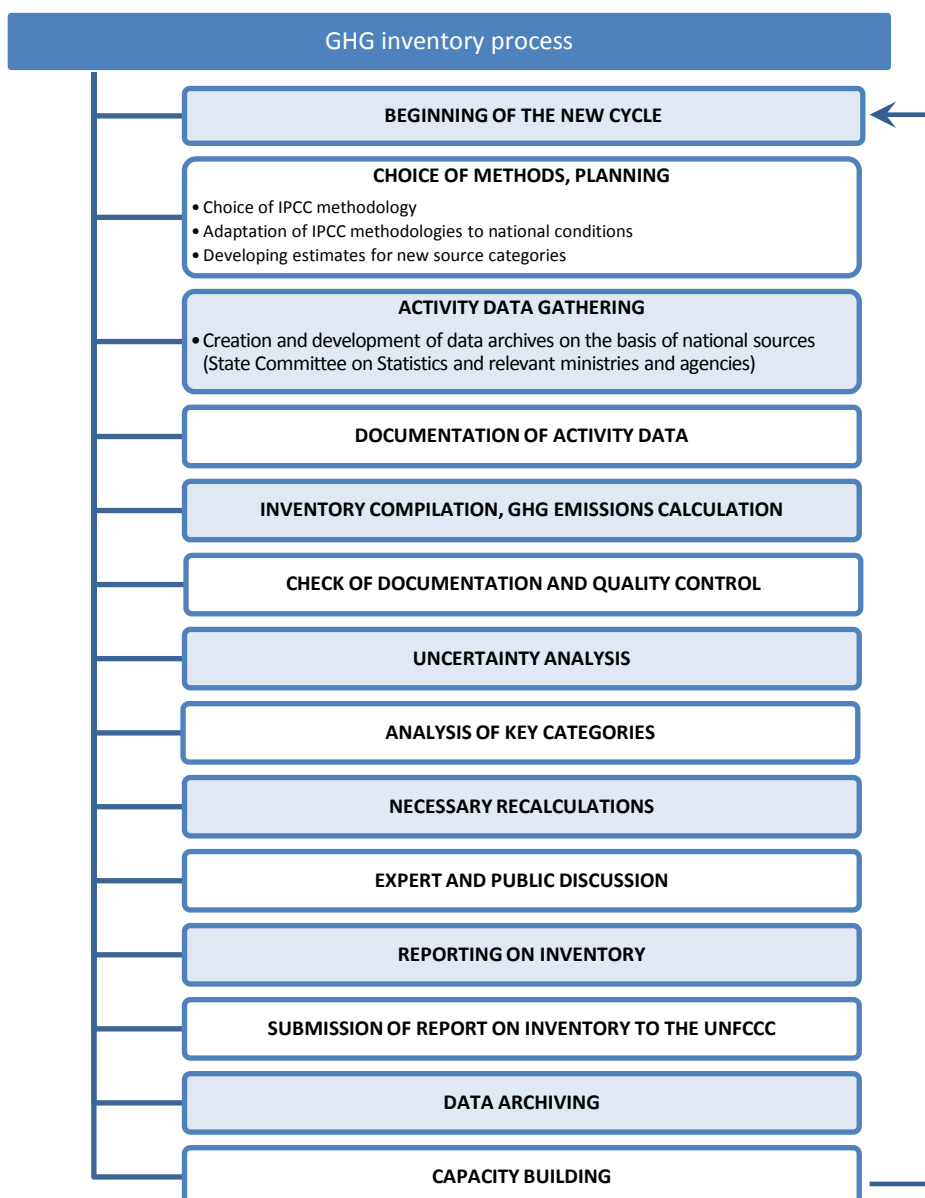 GHG inventory process
BEGINNING OF THE NEW CYCLE
CHOICE OF METHODS, PLANNING
• Choice of IPCC methodology
• Adaptation of IPCC methodologies to national conditions
• Developing estimates for new source categories
ACTIVITY DATA GATHERING
• Creation and development of data archives on the basis of national sources
(State Committee on Statistics and relevant ministries and agencies)
DOCUMENTATION OF ACTIVITY DATA
INVENTORY COMPILATION, GHG EMISSIONS CALCULATION
CHECK OF DOCUMENTATION AND QUALITY CONTROL
UNCERTAINTY ANALYSIS
ANALYSIS OF KEY CATEGORIES
NECESSARY RECALCULATIONS
EXPERT AND PUBLIC DISCUSSION
REPORTING ON INVENTORY
SUBMISSION OF REPORT ON INVENTORY TO THE UNFCCC
DATA ARCHIVING
CAPACITY BUILDING